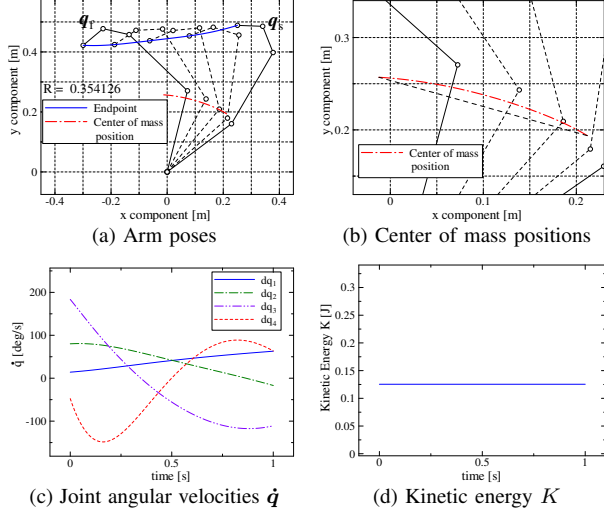 y component [m]
0.4
0.2
0
q_f
q_s
R = 0.354126
Endpoint
Center of mass
position
-0.4 -0.2 0 0.2 0.4
x component [m]
(a) Arm poses
y component [m]
0.3
0.2
Center of mass
position
0 0.1 0.2
x component [m]
(b) Center of mass positions
q̇ [deg/s]
200
100
0
-100
dq₁
dq₂
dq₃
dq₄
0 0.5 1
time [s]
(c) Joint angular velocities q̇
Kinetic Energy K [J]
0.3
0.25
0.2
0.15
0.1
0.05
0
0 0.5 1
time [s]
(d) Kinetic energy K